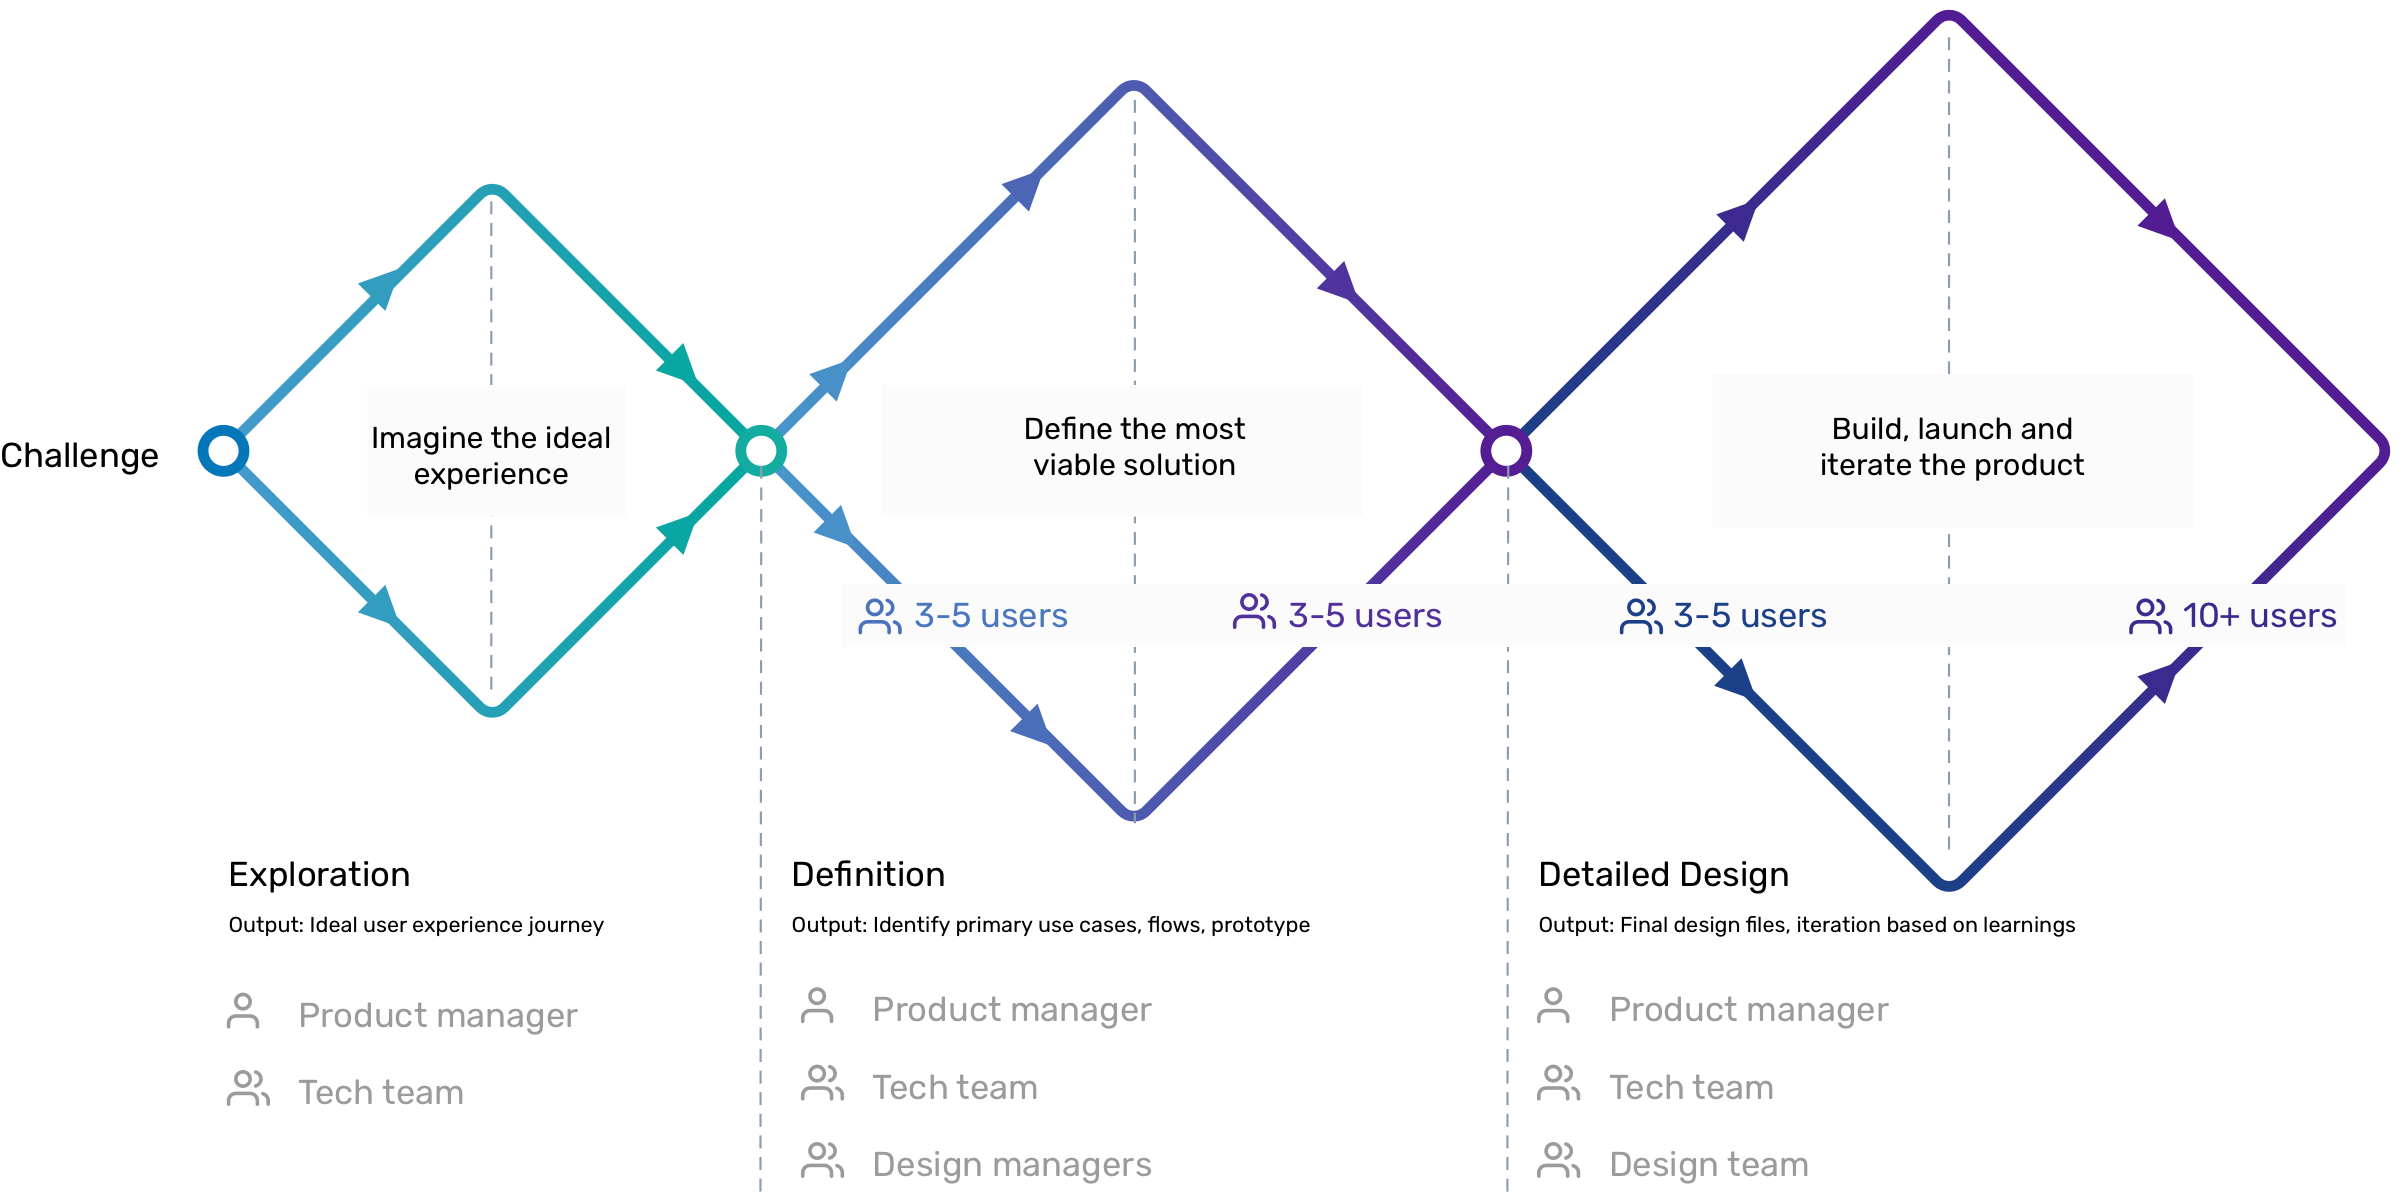 Challenge
Imagine the ideal
experience
Define the most
viable solution
Build, launch and
iterate the product
3-5 users
3-5 users
3-5 users
10+ users
Exploration
Output: Ideal user experience journey
Product manager
Tech team
Definition
Output: Identify primary use cases, flows, prototype
Product manager
Tech team
Design managers
Detailed Design
Output: Final design files, iteration based on learnings
Product manager
Tech team
Design team